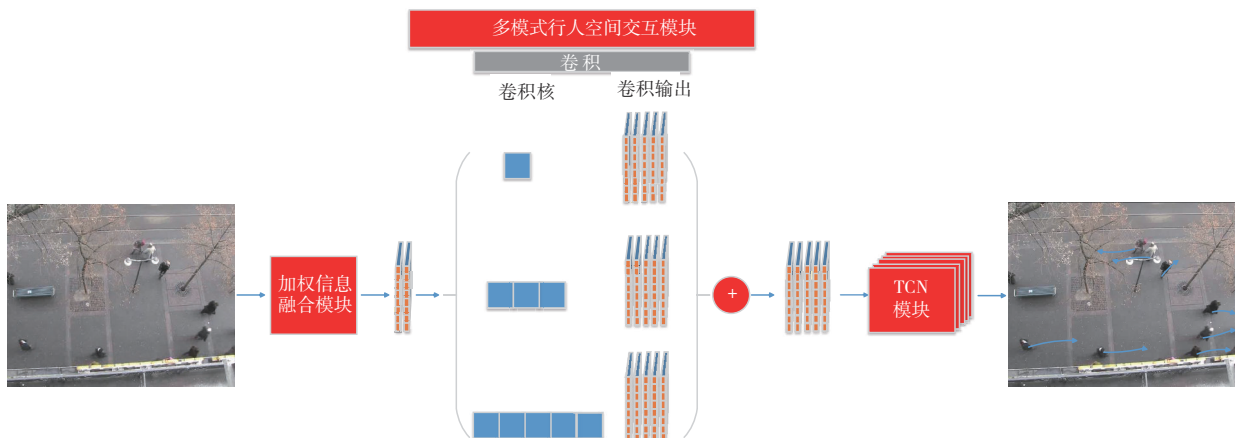 多模式行人空间交互模块
卷积
卷积核
卷积输出
加权信息
融合模块
+
TCN
模块